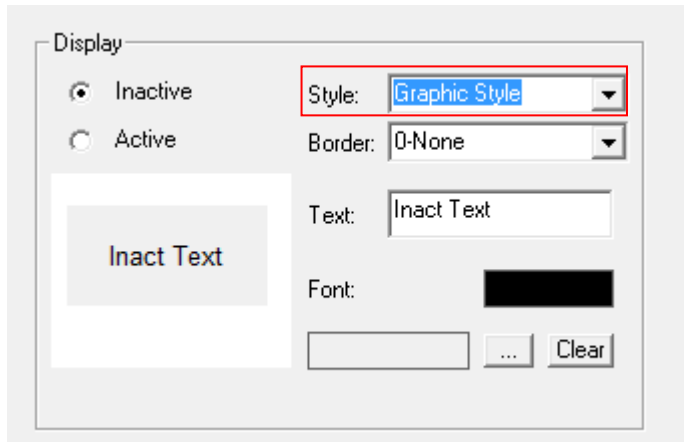 Display
Inactive
Style: Graphic Style
Active
Border: 0-None
Text: Inact Text
Inact Text
Font:
... Clear